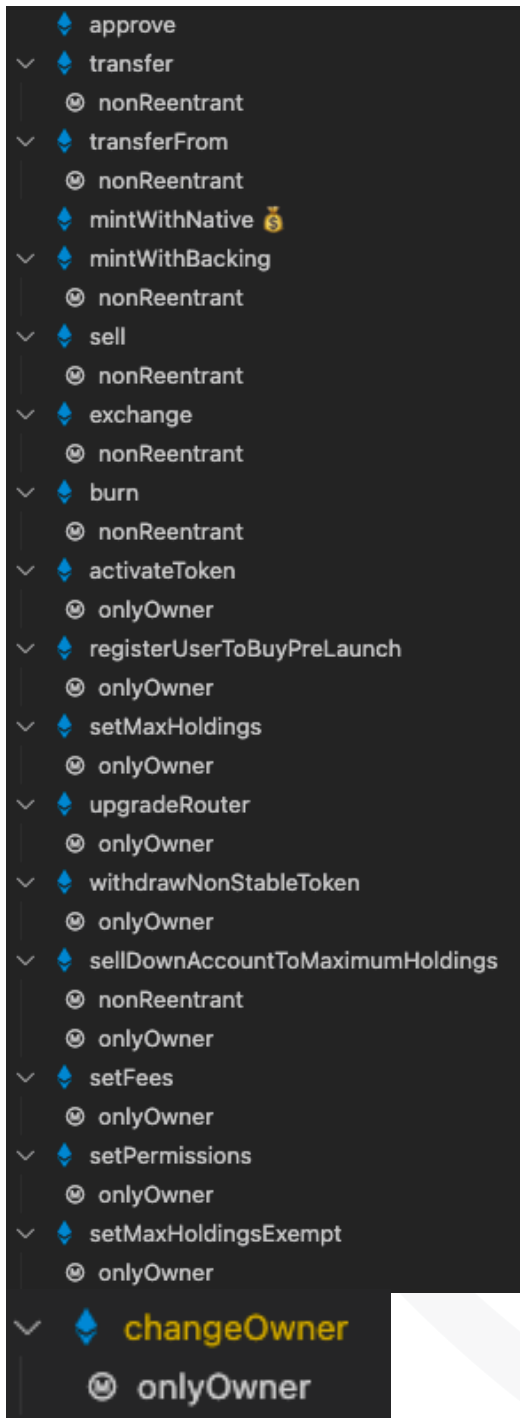 approve
transfer
nonReentrant
transferFrom
nonReentrant
mintWithNative 💰
mintWithBacking
nonReentrant
sell
nonReentrant
exchange
nonReentrant
burn
nonReentrant
activateToken
onlyOwner
registerUserToBuyPreLaunch
onlyOwner
setMaxHoldings
onlyOwner
upgradeRouter
onlyOwner
withdrawNonStableToken
onlyOwner
sellDownAccountToMaximumHoldings
nonReentrant
onlyOwner
setFees
onlyOwner
setPermissions
onlyOwner
setMaxHoldingsExempt
onlyOwner
changeOwner
onlyOwner